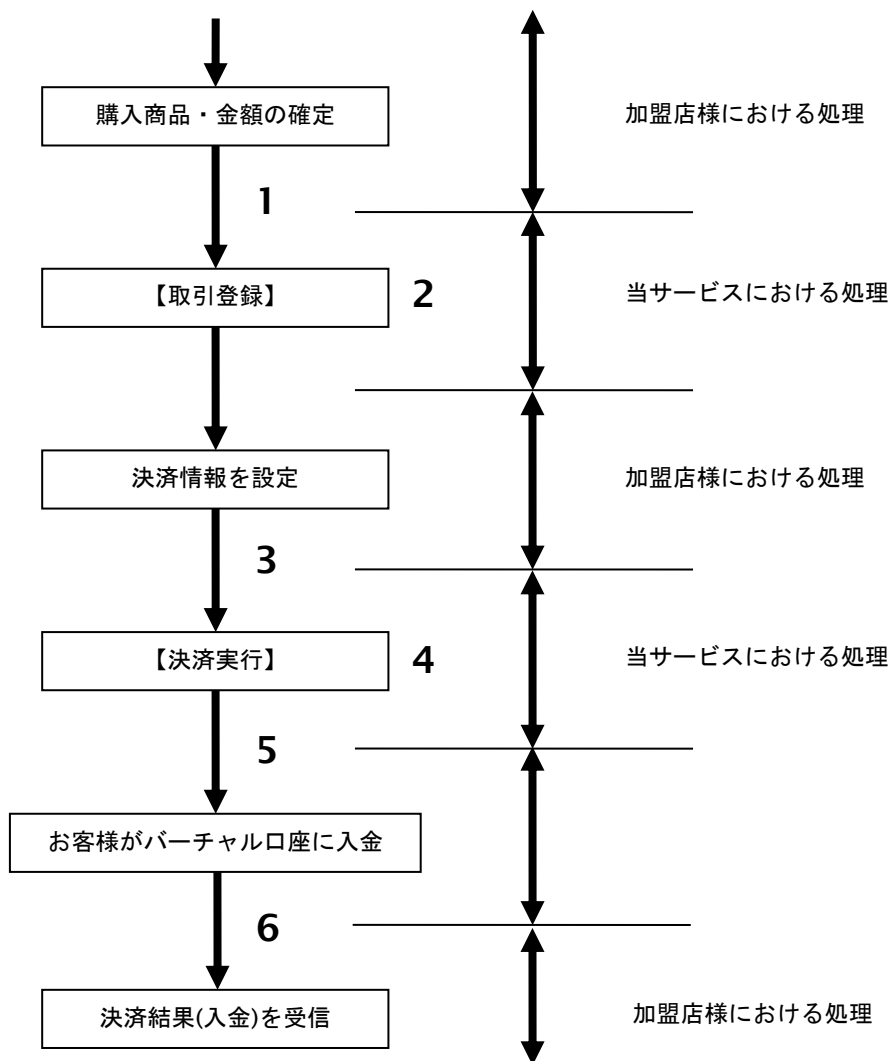 購入商品・金額の確定
加盟店様における処理
1
【取引登録】
2
当サービスにおける処理
決済情報を設定
加盟店様における処理
3
【決済実行】
4
当サービスにおける処理
5
お客様がバーチャル口座に入金
6
決済結果(入金)を受信
加盟店様における処理